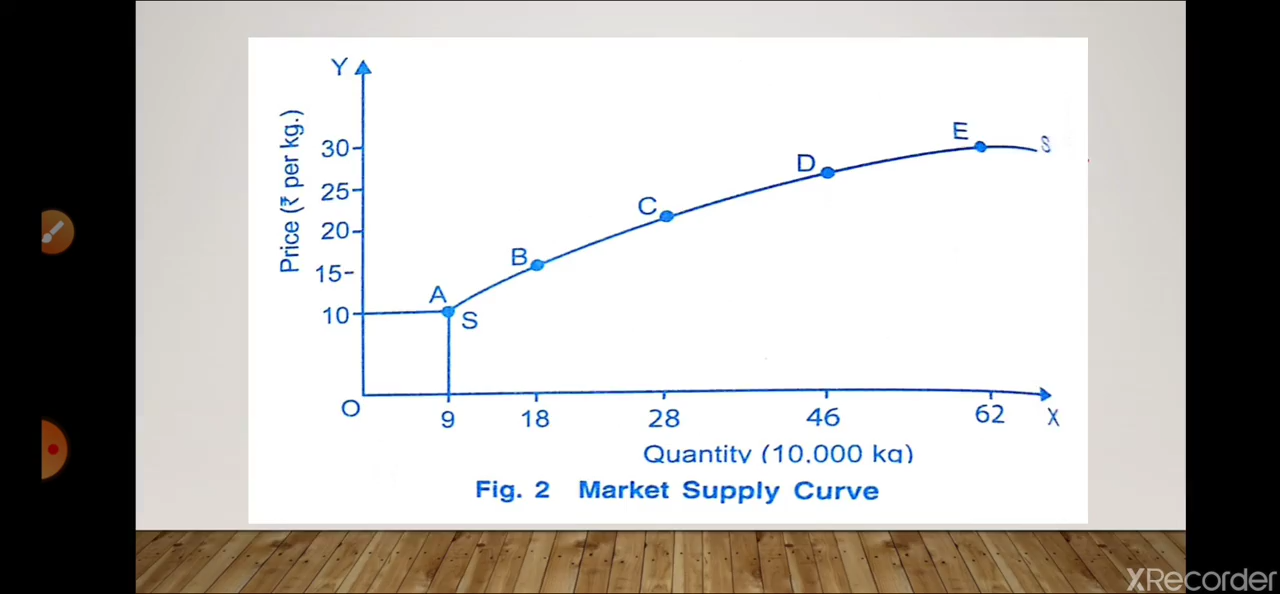 Y
Price (₹ per kg.)
30
25
20
15
10
A
B
C
D
E
S
S
O
9
18
28
46
62
X
Quantity (10,000 kg)
Fig. 2 Market Supply Curve
XRecorder